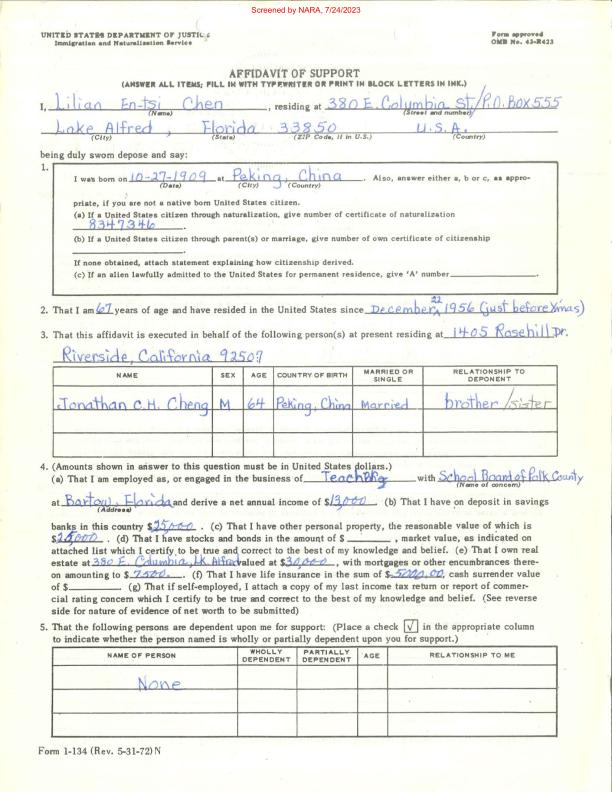 Screened by NARA, 7/24/2023
UNITED STATES DEPARTMENT OF JUSTICE
Immigration and Naturalization Service
Form approved
OMB No. 43-R423
AFFIDAVIT OF SUPPORT
(ANSWER ALL ITEMS; FILL IN WITH TYPEWRITER OR PRINT IN BLOCK LETTERS IN INK.)
I, Lilian En-tsi Chen, residing at 380 E. Columbia St./P.O. BOX 555
(Name) (Street and number)
Lake Alfred, Florida 33850 U.S.A.
(City) (State) (ZIP Code, if in U.S.) (Country)
being duly sworn depose and say:
1.
I was born on 10-27-1909 at Peking, China. Also, answer either a, b or c, as appro-
(Date) (City) (Country)
priate, if you are not a native born United States citizen.
(a) If a United States citizen through naturalization, give number of certificate of naturalization
8347346.
(b) If a United States citizen through parent(s) or marriage, give number of own certificate of citizenship
If none obtained, attach statement explaining how citizenship derived.
(c) If an alien lawfully admitted to the United States for permanent residence, give 'A' number.
2. That I am 67 years of age and have resided in the United States since December 22, 1956 (just before Xmas)
3. That this affidavit is executed in behalf of the following person(s) at present residing at 1405 Rosehill Dr.
Riverside, California 92507
NAME SEX AGE COUNTRY OF BIRTH MARRIED OR SINGLE RELATIONSHIP TO DEPONENT
Jonathan C.H. Cheng M 64 Peking, China Married brother/sister
4. (Amounts shown in answer to this question must be in United States dollars.)
(a) That I am employed as, or engaged in the business of Teaching with School Board of Polk County
(Name of concern)
at Bartow, Florida and derive a net annual income of $13,000 (b) That I have on deposit in savings
(Address)
banks in this country $25,000. (c) That I have other personal property, the reasonable value of which is
$25,000. (d) That I have stocks and bonds in the amount of $, market value, as indicated on
attached list which I certify to be true and correct to the best of my knowledge and belief. (e) That I own real
estate at 380 E. Columbia, Lk. Alfred valued at $30,000, with mortgages or other encumbrances there-
on amounting to $7500. (f) That I have life insurance in the sum of $5000.00, cash surrender value
of $. (g) That if self-employed, I attach a copy of my last income tax return or report of commer-
cial rating concern which I certify to be true and correct to the best of my knowledge and belief. (See reverse
side for nature of evidence of net worth to be submitted)
5. That the following persons are dependent upon me for support: (Place a check √ in the appropriate column
to indicate whether the person named is wholly or partially dependent upon you for support.)
NAME OF PERSON WHOLLY DEPENDENT PARTIALLY DEPENDENT AGE RELATIONSHIP TO ME
None
Form I-134 (Rev. 5-31-72) N